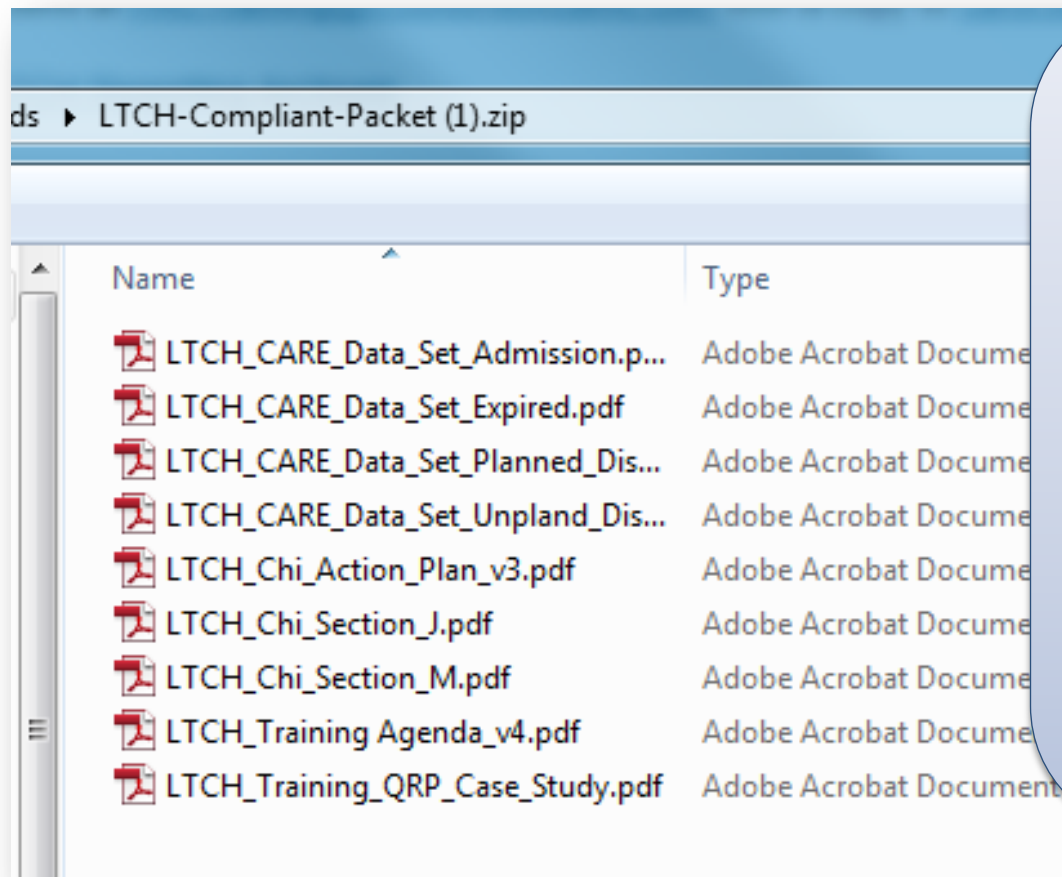 ds ▸ LTCH-Compliant-Packet (1).zip
Name Type
LTCH_CARE_Data_Set_Admission.p... Adobe Acrobat Docume
LTCH_CARE_Data_Set_Expired.pdf Adobe Acrobat Docume
LTCH_CARE_Data_Set_Planned_Dis... Adobe Acrobat Docume
LTCH_CARE_Data_Set_Unpland_Dis... Adobe Acrobat Docume
LTCH_Chi_Action_Plan_v3.pdf Adobe Acrobat Docume
LTCH_Chi_Section_J.pdf Adobe Acrobat Docume
LTCH_Chi_Section_M.pdf Adobe Acrobat Docume
LTCH_Training Agenda_v4.pdf Adobe Acrobat Docume
LTCH_Training_QRP_Case_Study.pdf Adobe Acrobat Document